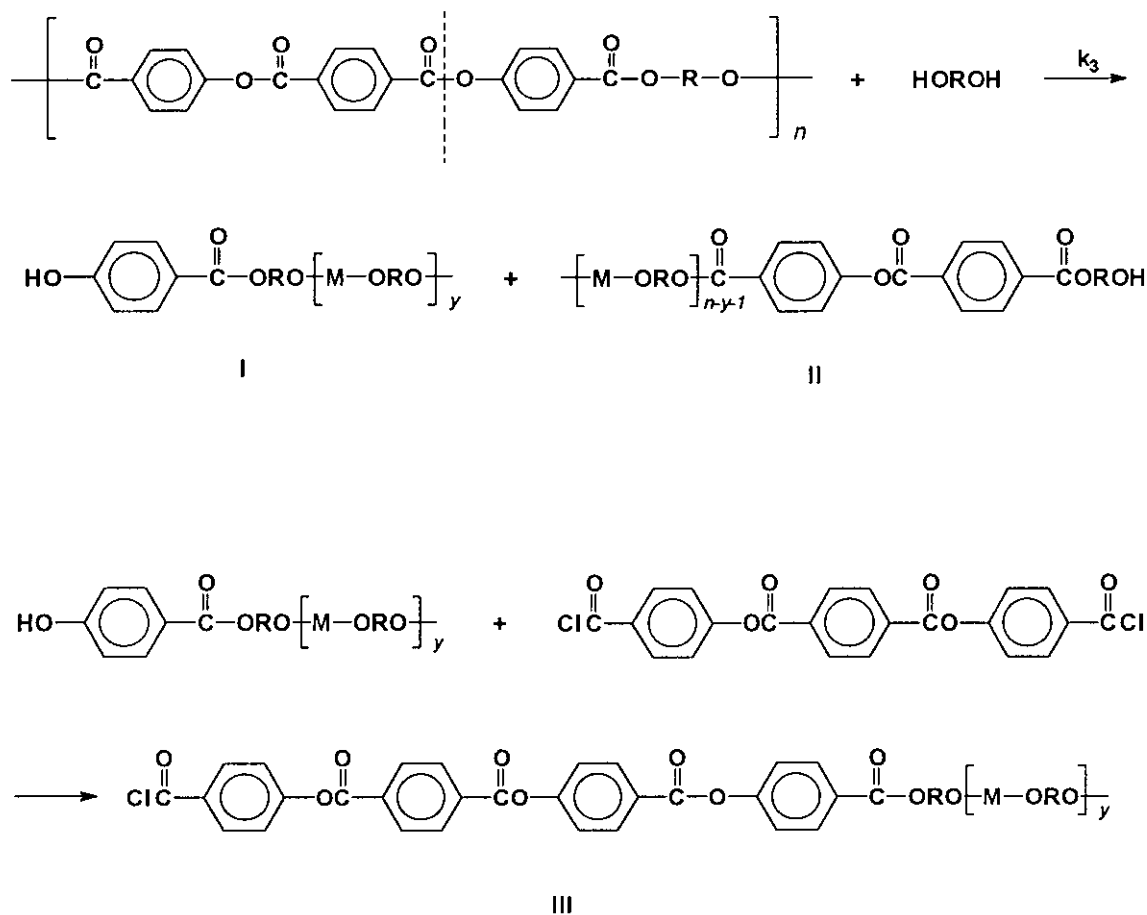 O O O O
C OC C O C O R O n + HOROH k3
O O O O
HO C ORO M ORO y + M ORO n-y-1 C OC COROH
I II
O O O O O
HO C ORO M ORO y + ClC OC CO CCl
O O O O O
ClC OC CO C O C ORO M ORO y
III